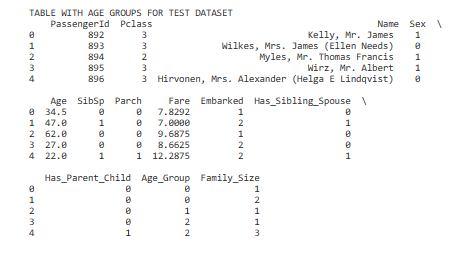 TABLE WITH AGE GROUPS FOR TEST DATASET
PassengerId Pclass Name Sex \
0 892 3 Kelly, Mr. James 1
1 893 3 Wilkes, Mrs. James (Ellen Needs) 0
2 894 2 Myles, Mr. Thomas Francis 1
3 895 3 Wirz, Mr. Albert 1
4 896 3 Hirvonen, Mrs. Alexander (Helga E Lindqvist) 0
Age SibSp Parch Fare Embarked Has_Sibling_Spouse \
0 34.5 0 0 7.8292 1 0
1 47.0 1 0 7.0000 2 1
2 62.0 0 0 9.6875 1 0
3 27.0 0 0 8.6625 2 0
4 22.0 1 1 12.2875 2 1
Has_Parent_Child Age_Group Family_Size
0 0 0 1
1 0 0 2
2 0 1 1
3 0 2 1
4 1 2 3